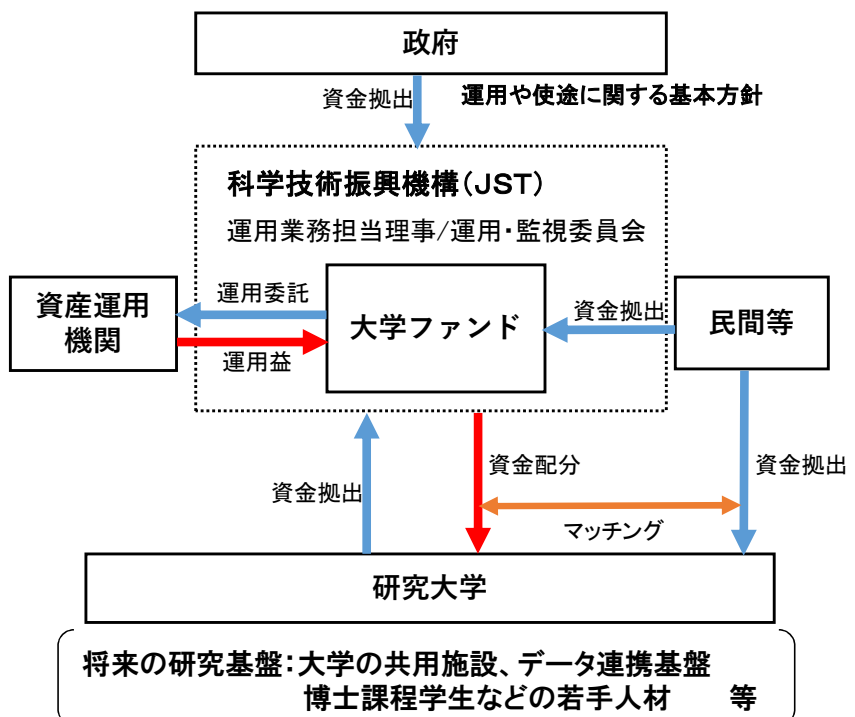 政府
資金拠出
運用や使途に関する基本方針
科学技術振興機構(JST)
運用業務担当理事/運用・監視委員会
資産運用
機関
運用委託
運用益
大学ファンド
資金拠出
民間等
資金拠出
資金配分
資金拠出
マッチング
研究大学
将来の研究基盤:大学の共用施設、データ連携基盤
博士課程学生などの若手人材 等